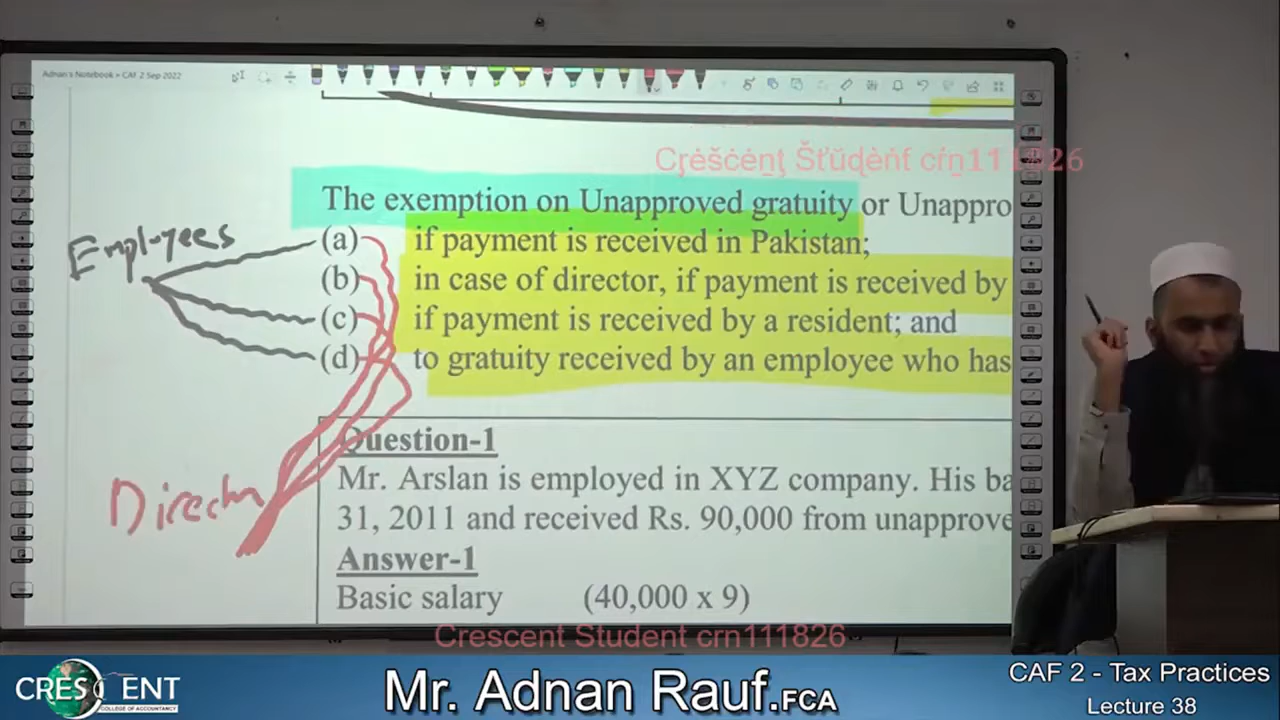 Adnan's Notebook > CAF 2 Sep 2022
Crėšċėṇţ Šťŭḍėṅť cŕṇ111826
The exemption on Unapproved gratuity or Unappro
Employees
(a) if payment is received in Pakistan;
(b) in case of director, if payment is received by
(c) if payment is received by a resident; and
(d) to gratuity received by an employee who has
Question-1
Mr. Arslan is employed in XYZ company. His ba
Director
31, 2011 and received Rs. 90,000 from unapprove
Answer-1
Basic salary (40,000 x 9)
Crescent Student crn111826
CRESCENT
COLLEGE OF ACCOUNTANCY
Mr. Adnan Rauf.FCA
CAF 2 - Tax Practices
Lecture 38